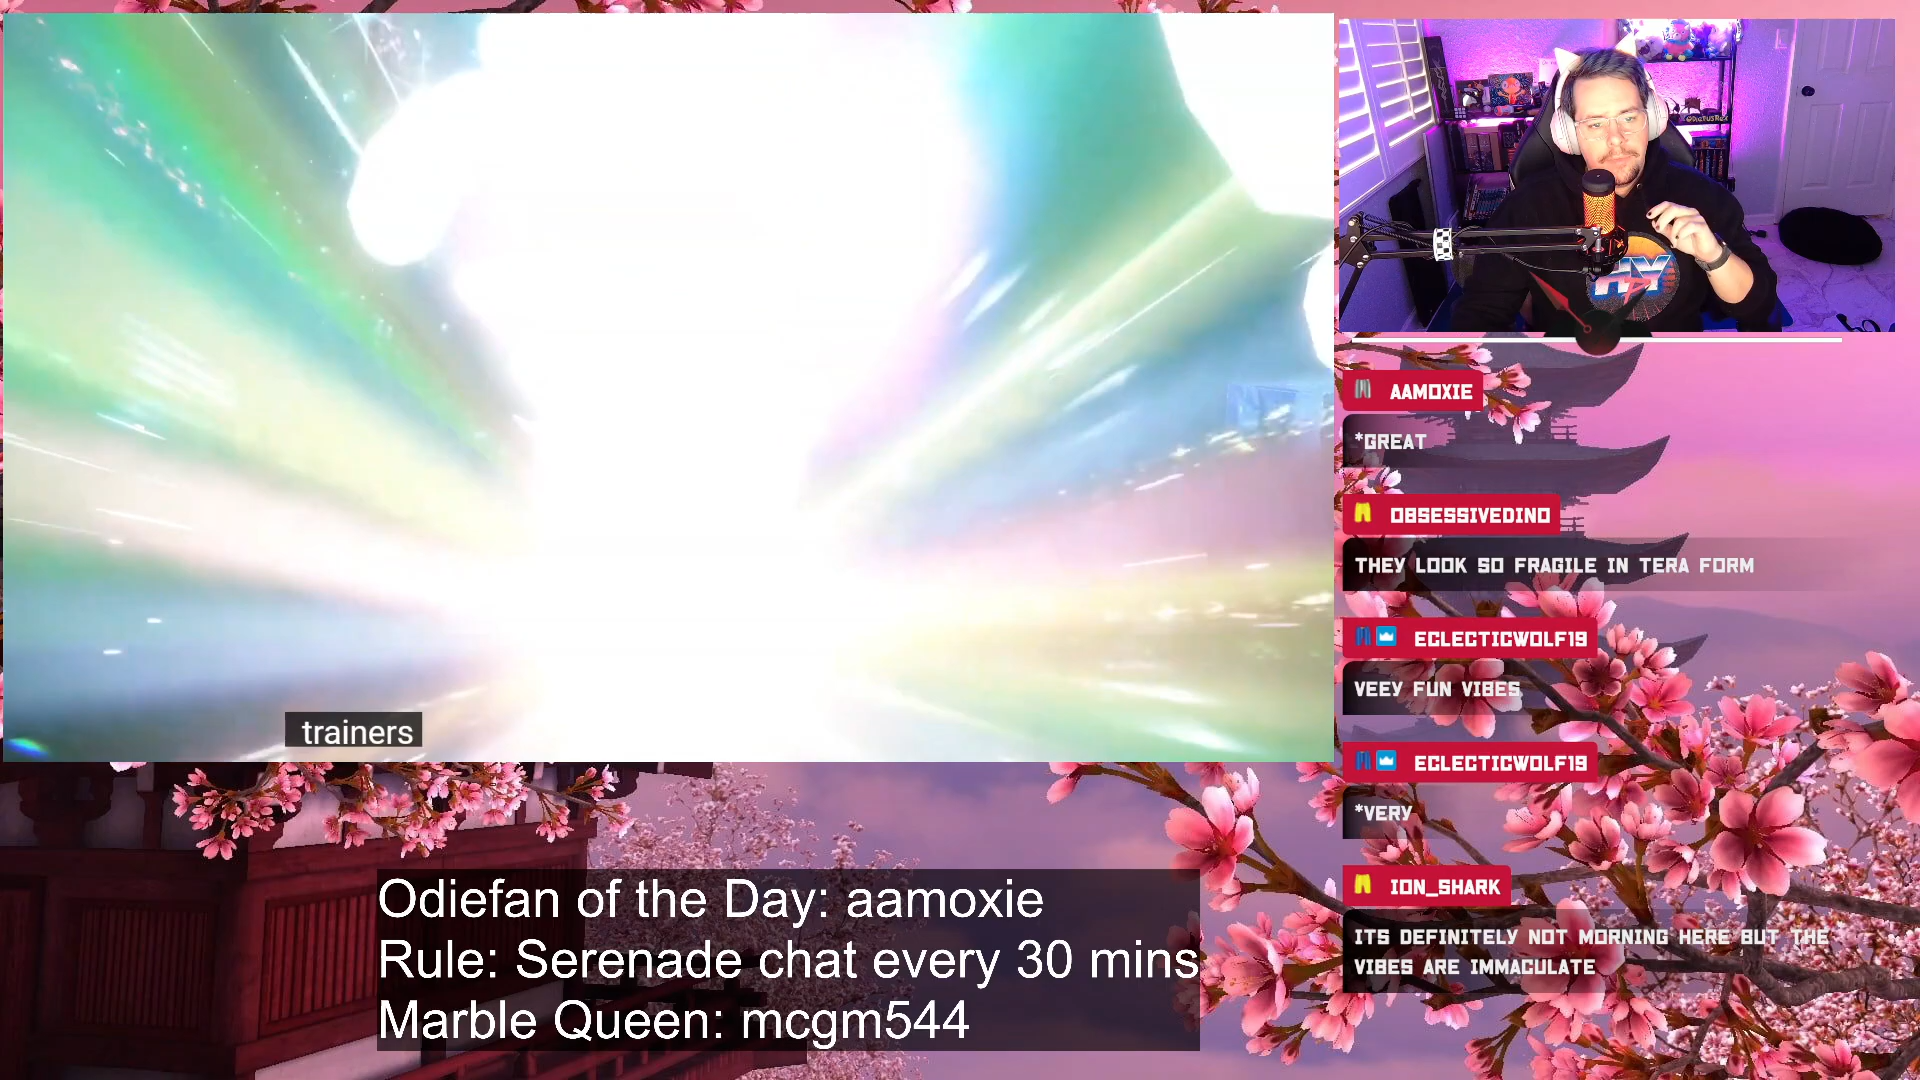 trainers
AAMOXIE
*GREAT
OBSESSIVEDINO
THEY LOOK SO FRAGILE IN TERA FORM
ECLECTICWOLF19
VEEY FUN VIBES
ECLECTICWOLF19
*VERY
ION_SHARK
ITS DEFINITELY NOT MORNING HERE BUT THE
VIBES ARE IMMACULATE
Odiefan of the Day: aamoxie
Rule: Serenade chat every 30 mins
Marble Queen: mcgm544